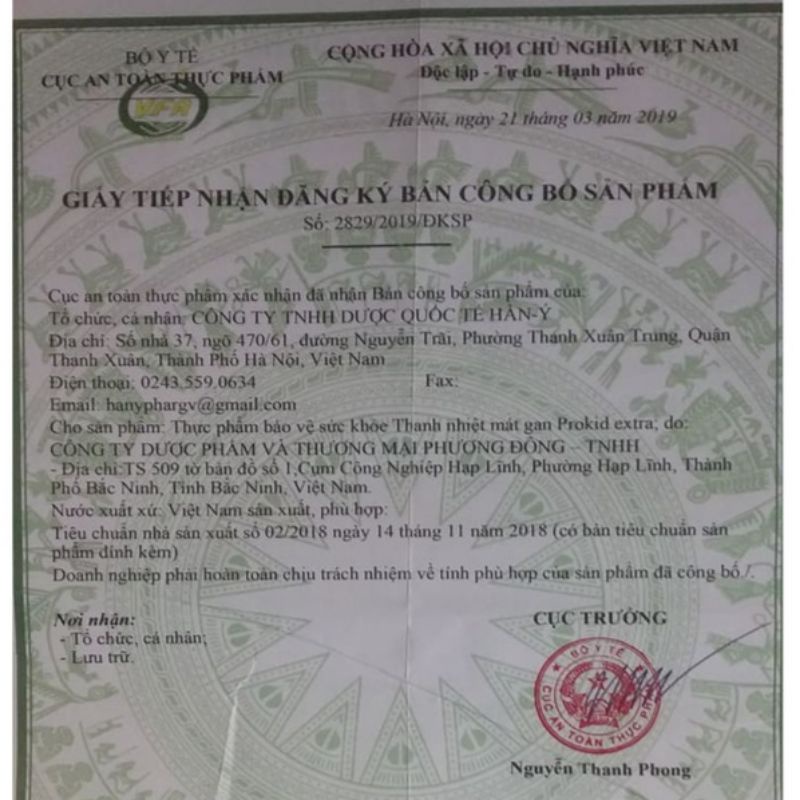 BỘ Y TẾ
CỤC AN TOÀN THỰC PHẨM
VFA
CỘNG HÒA XÃ HỘI CHỦ NGHĨA VIỆT NAM
Độc lập - Tự do - Hạnh phúc
Hà Nội, ngày 21 tháng 03 năm 2019
GIẤY TIẾP NHẬN ĐĂNG KÝ BẢN CÔNG BỐ SẢN PHẨM
Số: 2829/2019/ĐKSP
Cục an toàn thực phẩm xác nhận đã nhận Bản công bố sản phẩm của:
Tổ chức, cá nhân: CÔNG TY TNHH DƯỢC QUỐC TẾ HÂN-Y
Địa chỉ: Số nhà 37, ngõ 470/61, đường Nguyễn Trãi, Phường Thanh Xuân Trung, Quận
Thanh Xuân, Thành Phố Hà Nội, Việt Nam
Điện thoại: 0243.559.0634 Fax:
Email: hanyphargv@gmail.com
Cho sản phẩm: Thực phẩm bảo vệ sức khỏe Thanh nhiệt mát gan Prokid extra, do:
CÔNG TY DƯỢC PHẨM VÀ THƯƠNG MẠI PHƯƠNG ĐÔNG – TNHH
- Địa chỉ:TS 509 tờ bản đồ số 1,Cụm Công Nghiệp Hạp Lĩnh, Phường Hạp Lĩnh, Thành
Phố Bắc Ninh, Tỉnh Bắc Ninh, Việt Nam.
Nước xuất xứ: Việt Nam sản xuất, phù hợp:
Tiêu chuẩn nhà sản xuất số 02/2018 ngày 14 tháng 11 năm 2018 (có bản tiêu chuẩn sản
phẩm đính kèm)
Doanh nghiệp phải hoàn toàn chịu trách nhiệm về tính phù hợp của sản phẩm đã công bố./.
Nơi nhận:
- Tổ chức, cá nhân;
- Lưu trữ.
CỤC TRƯỞNG
BỘ Y TẾ
CỤC AN TOÀN THỰC PHẨM
Nguyễn Thanh Phong